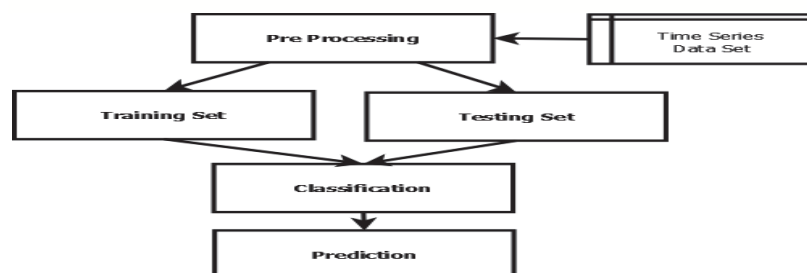 Pre Processing
Time Series
Data Set
Training Set
Testing Set
Classification
Prediction